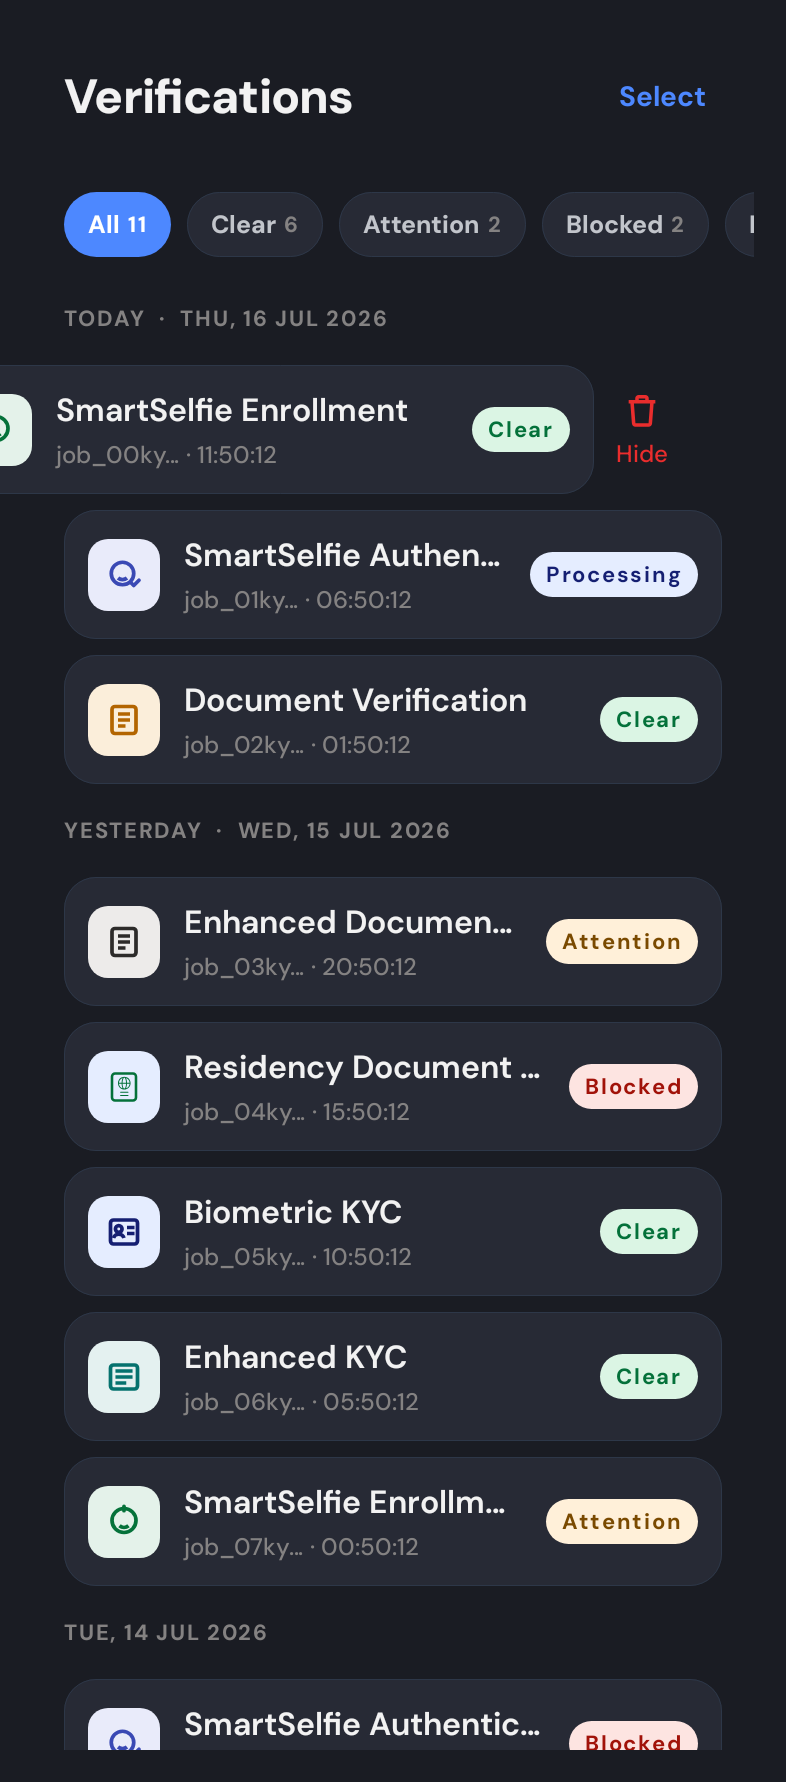 Verifications
Select
All 11
Clear 6
Attention 2
Blocked 2
TODAY · THU, 16 JUL 2026
SmartSelfie Enrollment
job_00ky... · 11:50:12
Clear
Hide
SmartSelfie Authen...
job_01ky... · 06:50:12
Processing
Document Verification
job_02ky... · 01:50:12
Clear
YESTERDAY · WED, 15 JUL 2026
Enhanced Documen...
job_03ky... · 20:50:12
Attention
Residency Document ...
job_04ky... · 15:50:12
Blocked
Biometric KYC
job_05ky... · 10:50:12
Clear
Enhanced KYC
job_06ky... · 05:50:12
Clear
SmartSelfie Enrollm...
job_07ky... · 00:50:12
Attention
TUE, 14 JUL 2026
SmartSelfie Authentic...
Blocked